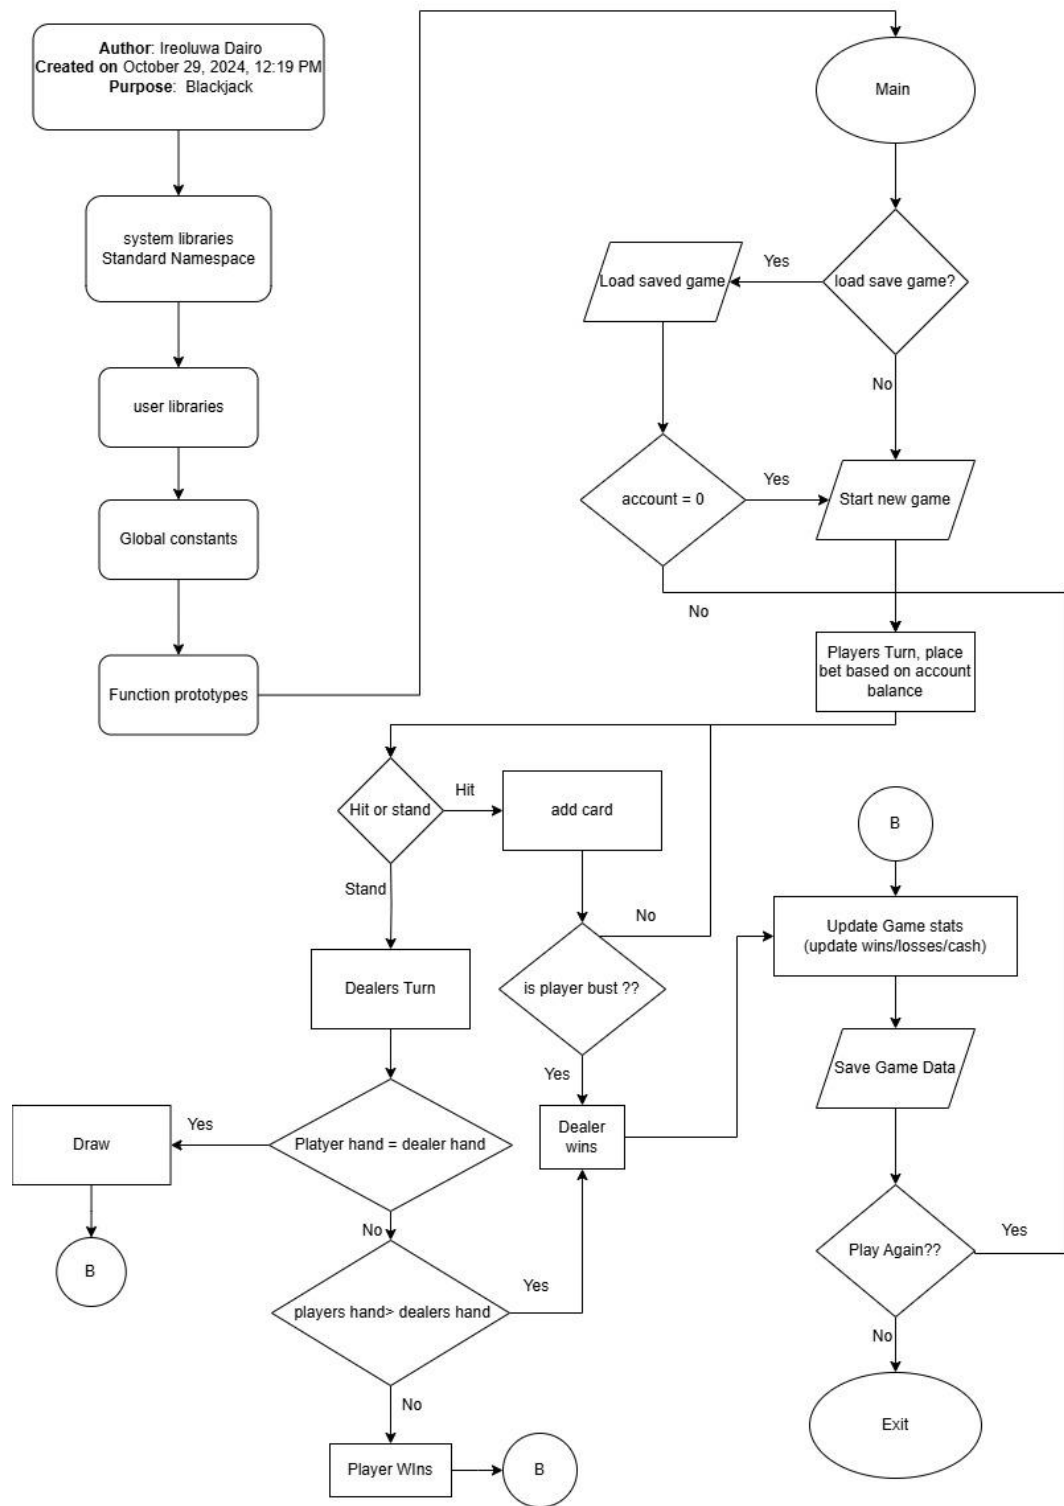 Author: Ireoluwa Dairo
Created on October 29, 2024, 12:19 PM
Purpose: Blackjack
system libraries
Standard Namespace
user libraries
Global constants
Function prototypes
Main
load save game?
Yes
Load saved game
No
account = 0
Yes
Start new game
No
Players Turn, place
bet based on account
balance
Hit or stand
Hit
add card
Stand
No
is player bust ??
Yes
Dealers Turn
Dealer
wins
Platyer hand = dealer hand
Yes
Draw
B
No
players hand> dealers hand
Yes
No
Player WIns
B
B
Update Game stats
(update wins/losses/cash)
Save Game Data
Play Again??
Yes
No
Exit